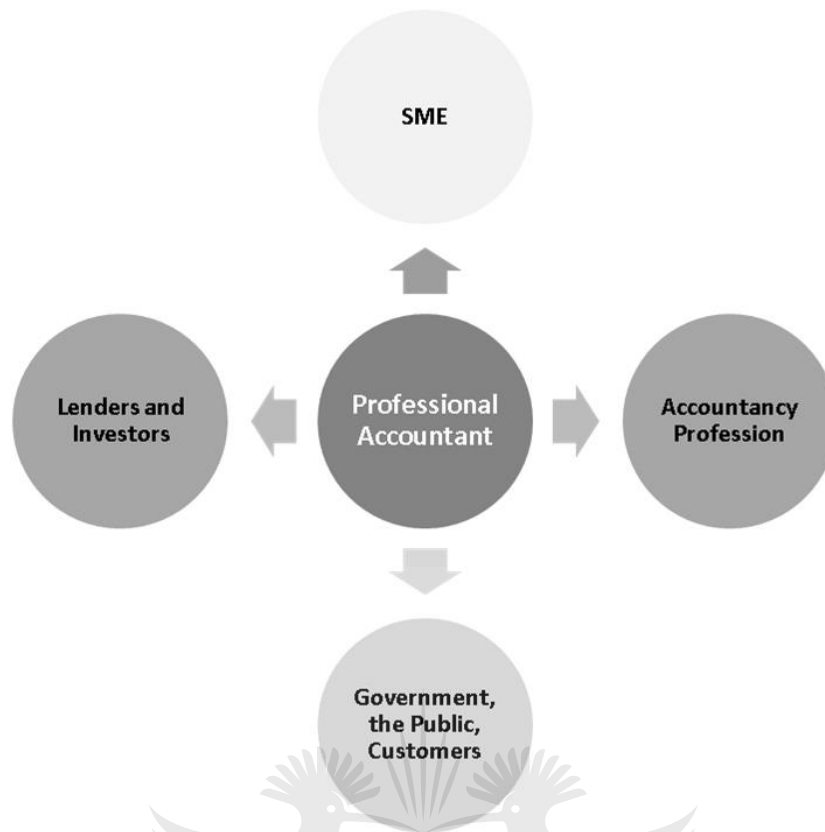 SME
Lenders and
Investors
Professional
Accountant
Accountancy
Profession
Government,
the Public,
Customers